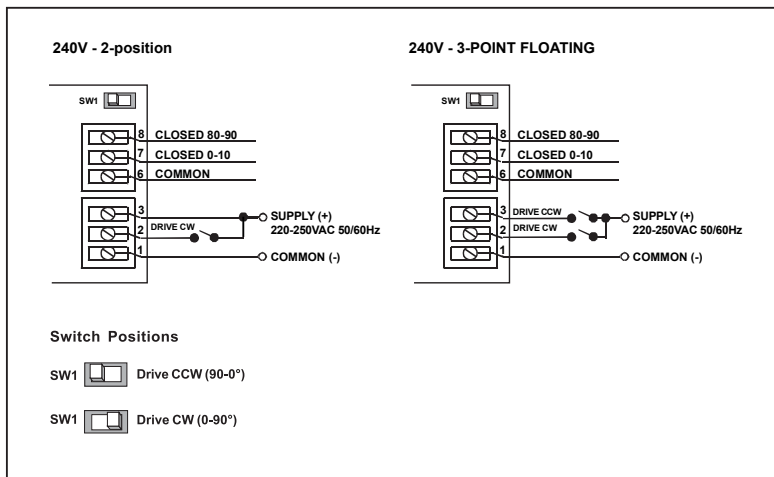 240V - 2-position
SW1
8 CLOSED 80-90
7 CLOSED 0-10
6 COMMON
3 SUPPLY (+)
2 DRIVE CW 220-250VAC 50/60Hz
1 COMMON (-)
240V - 3-POINT FLOATING
SW1
8 CLOSED 80-90
7 CLOSED 0-10
6 COMMON
3 DRIVE CCW SUPPLY (+)
2 DRIVE CW 220-250VAC 50/60Hz
1 COMMON (-)
Switch Positions
SW1 Drive CCW (90-0°)
SW1 Drive CW (0-90°)